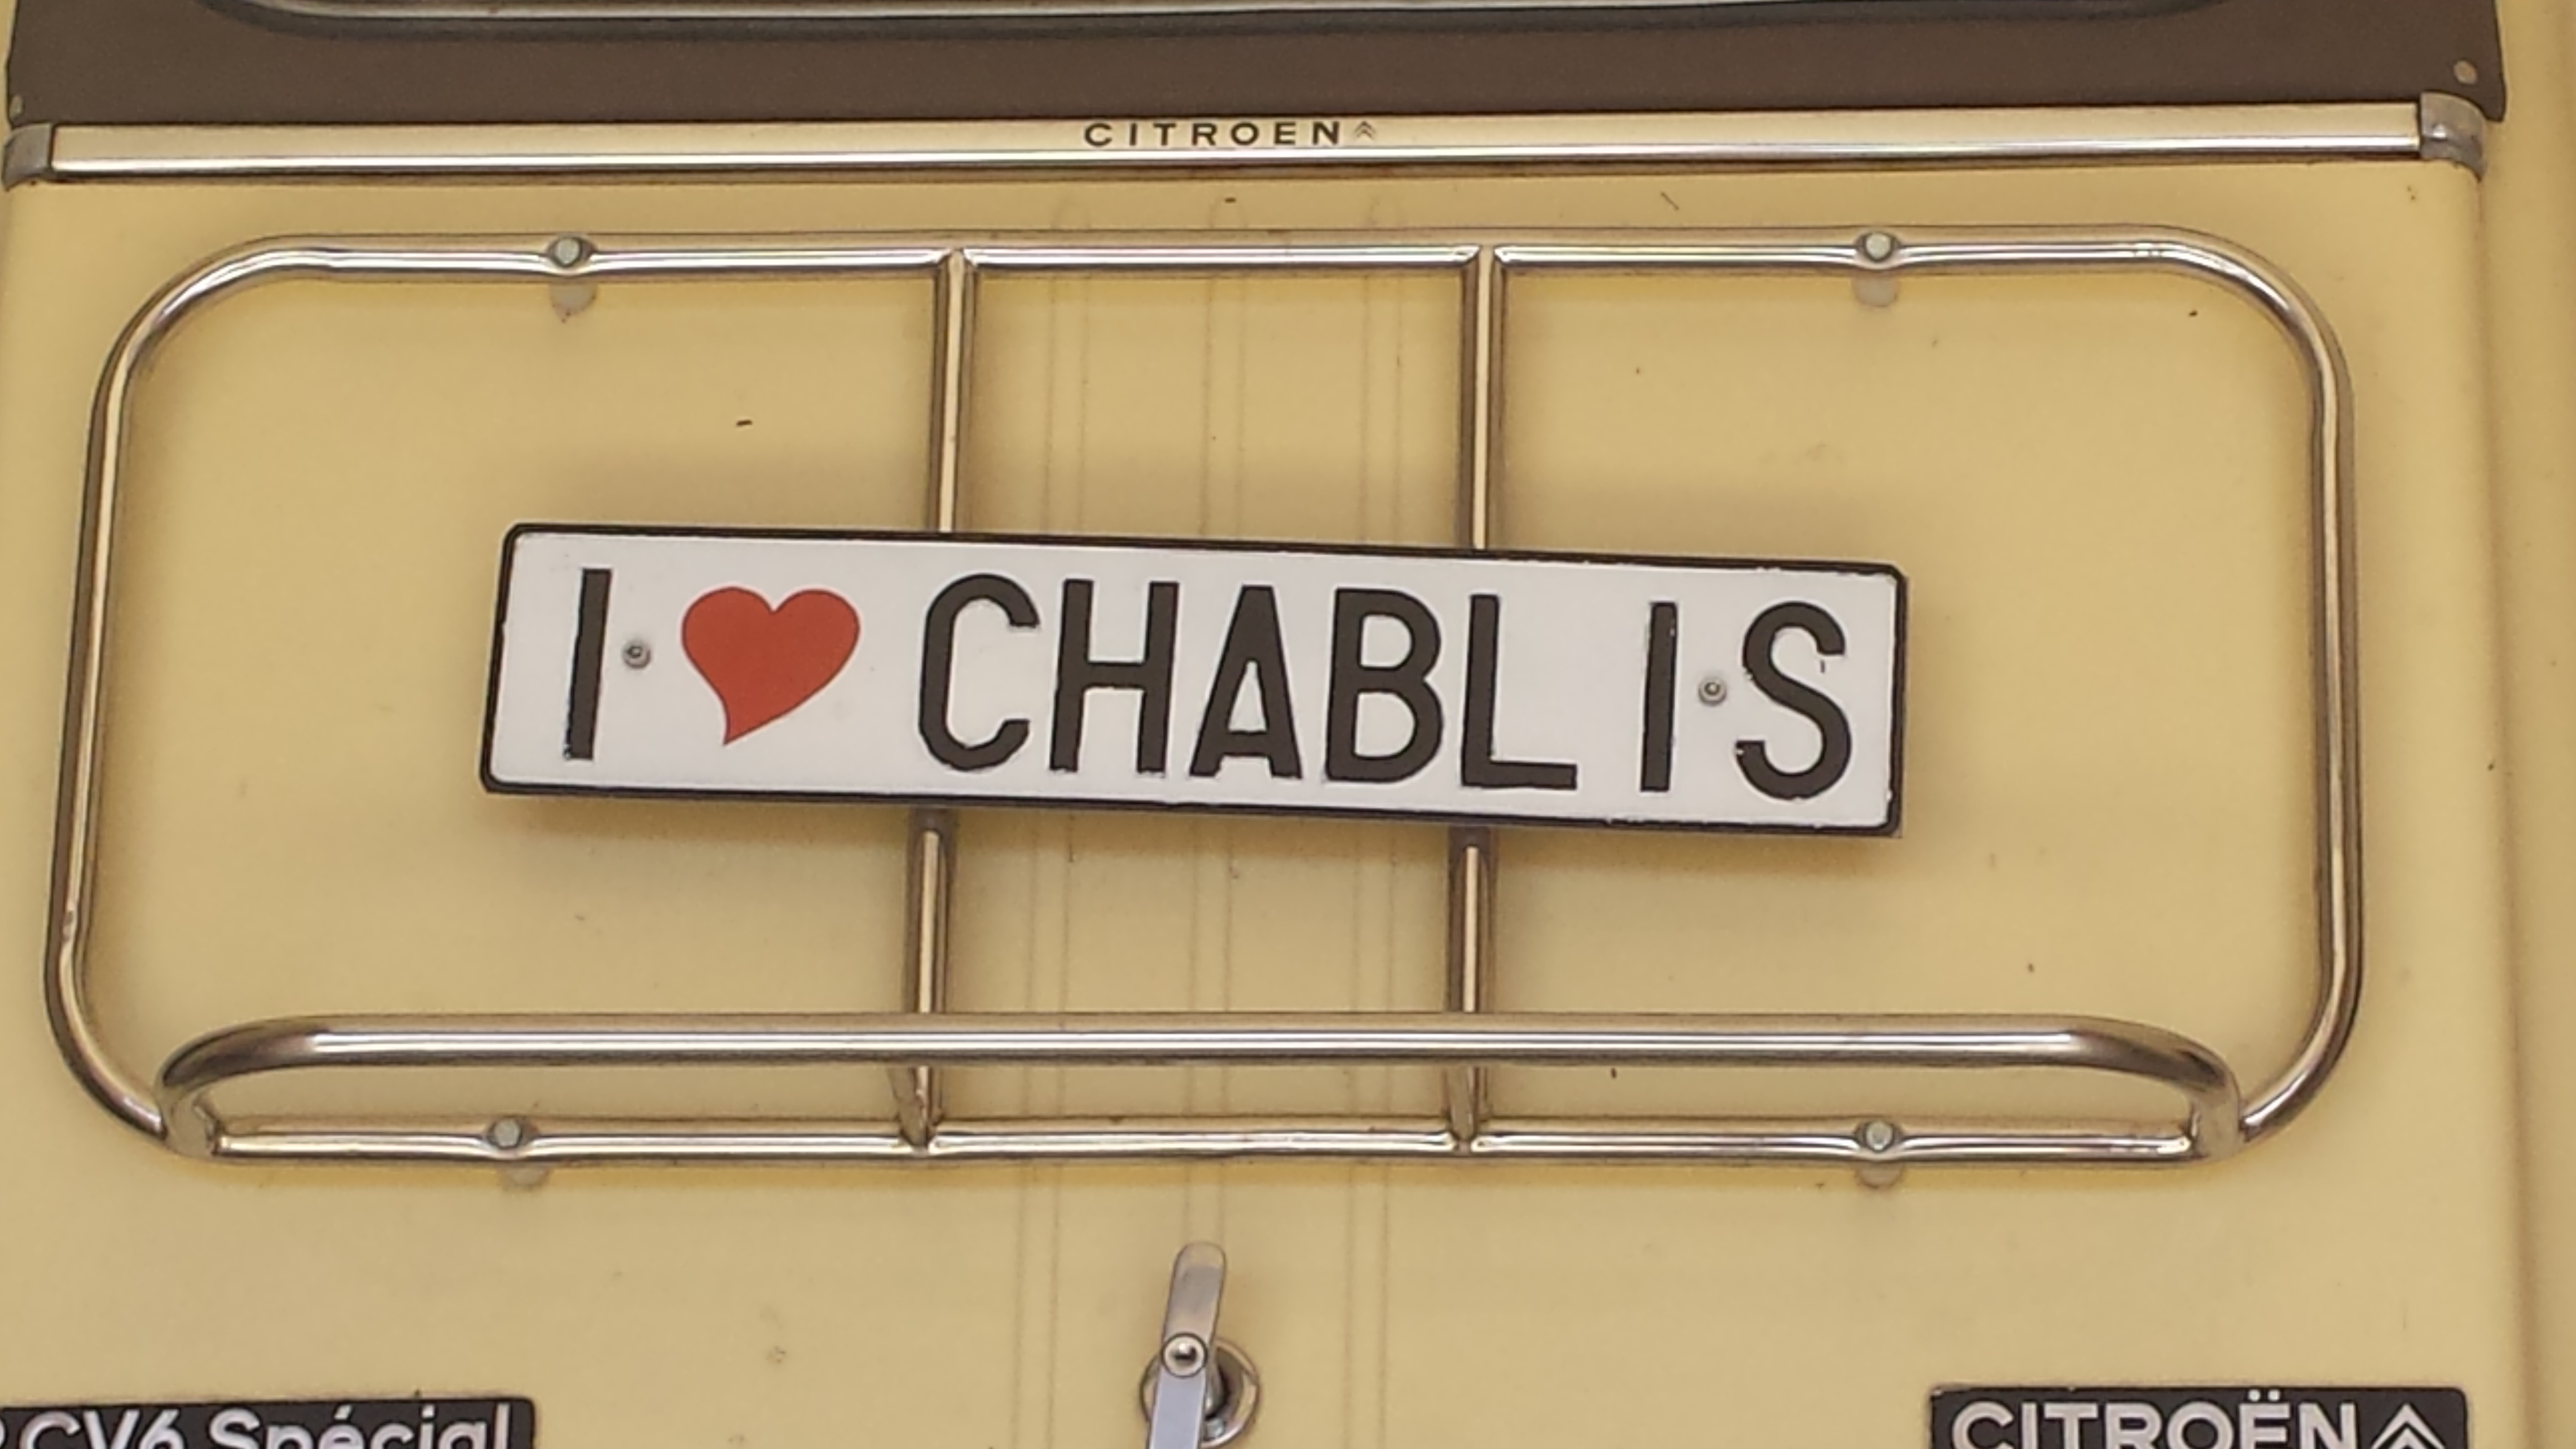 CITROEN
I ♥ CHABLIS
2CV6 Spécial
CITROËN